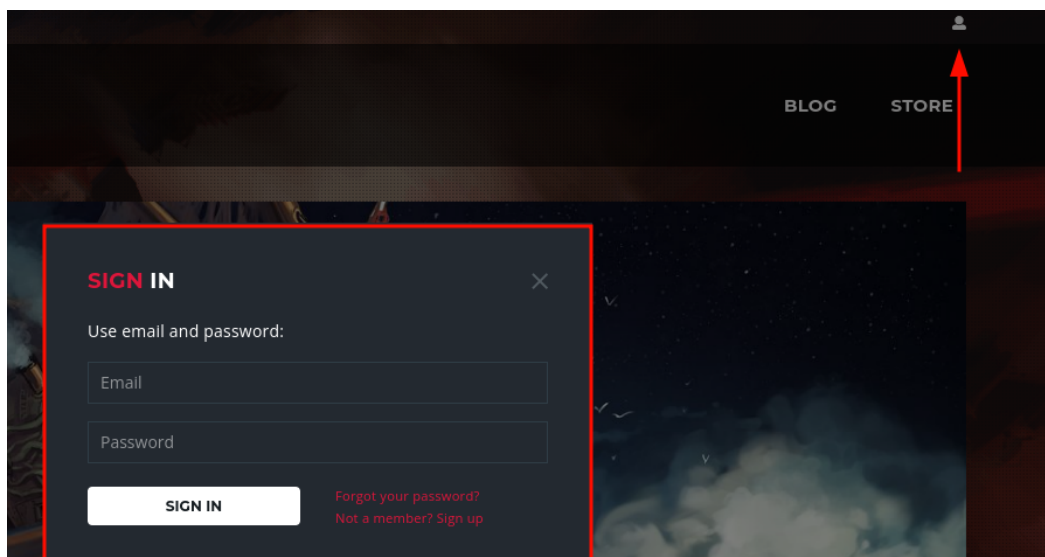 BLOG STORE
SIGN IN
Use email and password:
Email
Password
SIGN IN
Forgot your password?
Not a member? Sign up